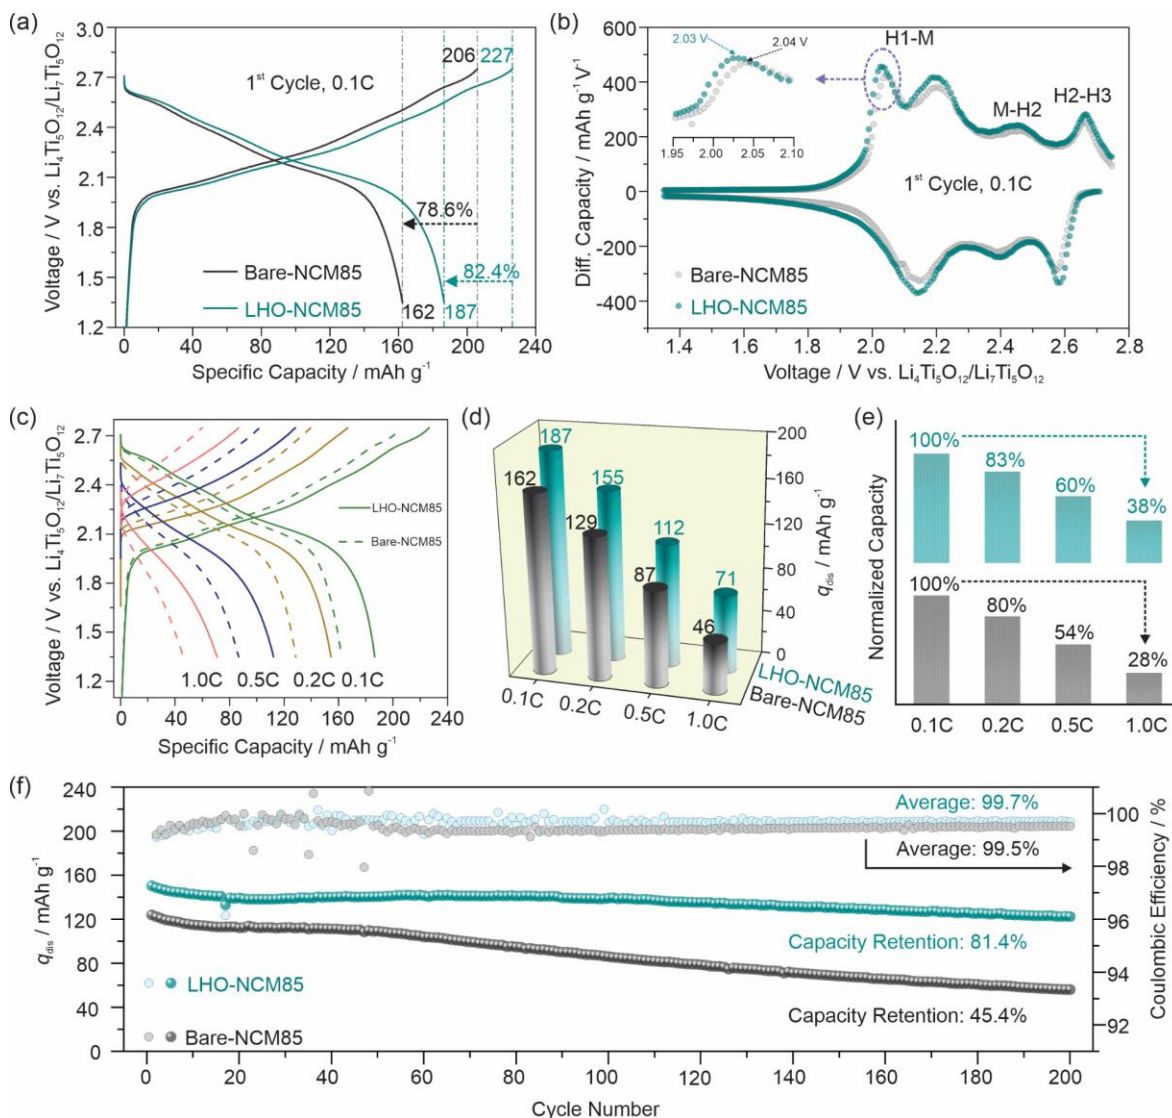 (a)
Voltage / V vs. Li₄Ti₅O₁₂/Li₇Ti₅O₁₂
3.0
2.7
2.4
2.1
1.8
1.5
1.2
206
227
1st Cycle, 0.1C
78.6%
82.4%
Bare-NCM85
LHO-NCM85
162
187
0 40 80 120 160 200 240
Specific Capacity / mAh g⁻¹
(b)
Diff. Capacity / mAh g⁻¹ V⁻¹
600
400
200
0
-200
-400
2.03 V
2.04 V
1.95 2.00 2.05 2.10
H1-M
M-H2
H2-H3
1st Cycle, 0.1C
Bare-NCM85
LHO-NCM85
1.4 1.6 1.8 2.0 2.2 2.4 2.6 2.8
Voltage / V vs. Li₄Ti₅O₁₂/Li₇Ti₅O₁₂
(c)
Voltage / V vs. Li₄Ti₅O₁₂/Li₇Ti₅O₁₂
2.7
2.4
2.1
1.8
1.5
1.2
LHO-NCM85
Bare-NCM85
1.0C 0.5C 0.2C 0.1C
0 40 80 120 160 200 240
Specific Capacity / mAh g⁻¹
(d)
187
162
155
129
112
87
71
46
200
160
120
80
40
0
qdis / mAh g⁻¹
0.1C 0.2C 0.5C 1.0C
LHO-NCM85
Bare-NCM85
(e)
Normalized Capacity
100%
83%
60%
38%
100%
80%
54%
28%
0.1C 0.2C 0.5C 1.0C
(f)
qdis / mAh g⁻¹
240
200
160
120
80
40
0
Average: 99.7%
Average: 99.5%
Capacity Retention: 81.4%
Capacity Retention: 45.4%
LHO-NCM85
Bare-NCM85
100
98
96
94
92
Coulombic Efficiency / %
0 20 40 60 80 100 120 140 160 180 200
Cycle Number